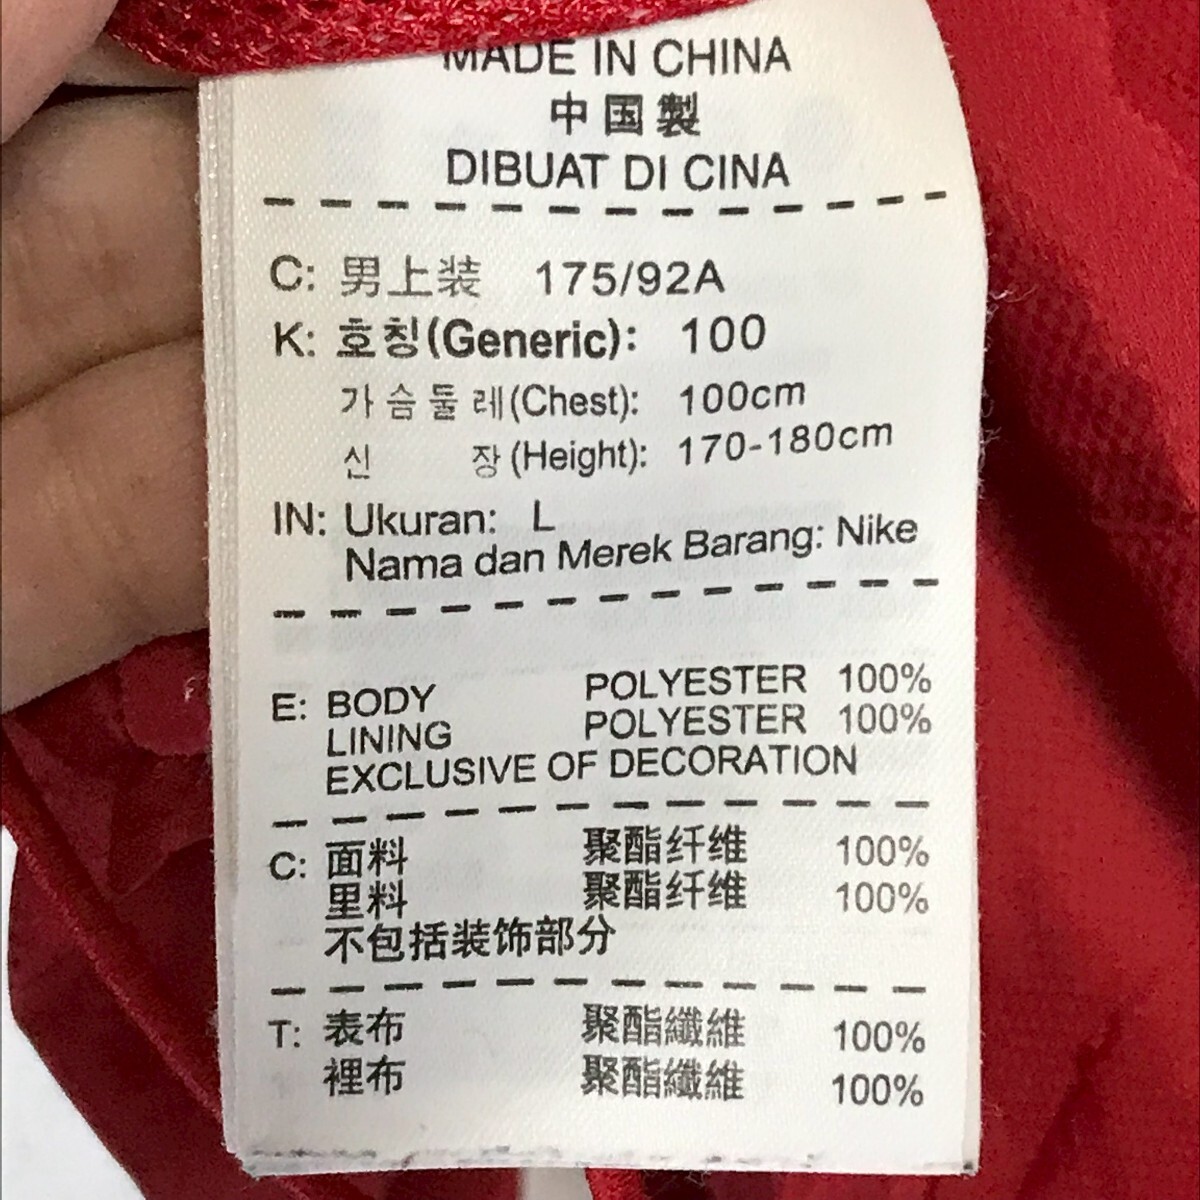 MADE IN CHINA
中国製
DIBUAT DI CINA
C: 男上装 175/92A
K: 호칭(Generic): 100
가슴둘레(Chest): 100cm
신 장(Height): 170-180cm
IN: Ukuran: L
Nama dan Merek Barang: Nike
E: BODY POLYESTER 100%
LINING POLYESTER 100%
EXCLUSIVE OF DECORATION
C: 面料 聚酯纤维 100%
里料 聚酯纤维 100%
不包括装饰部分
T: 表布 聚酯纖維 100%
裡布 聚酯纖維 100%